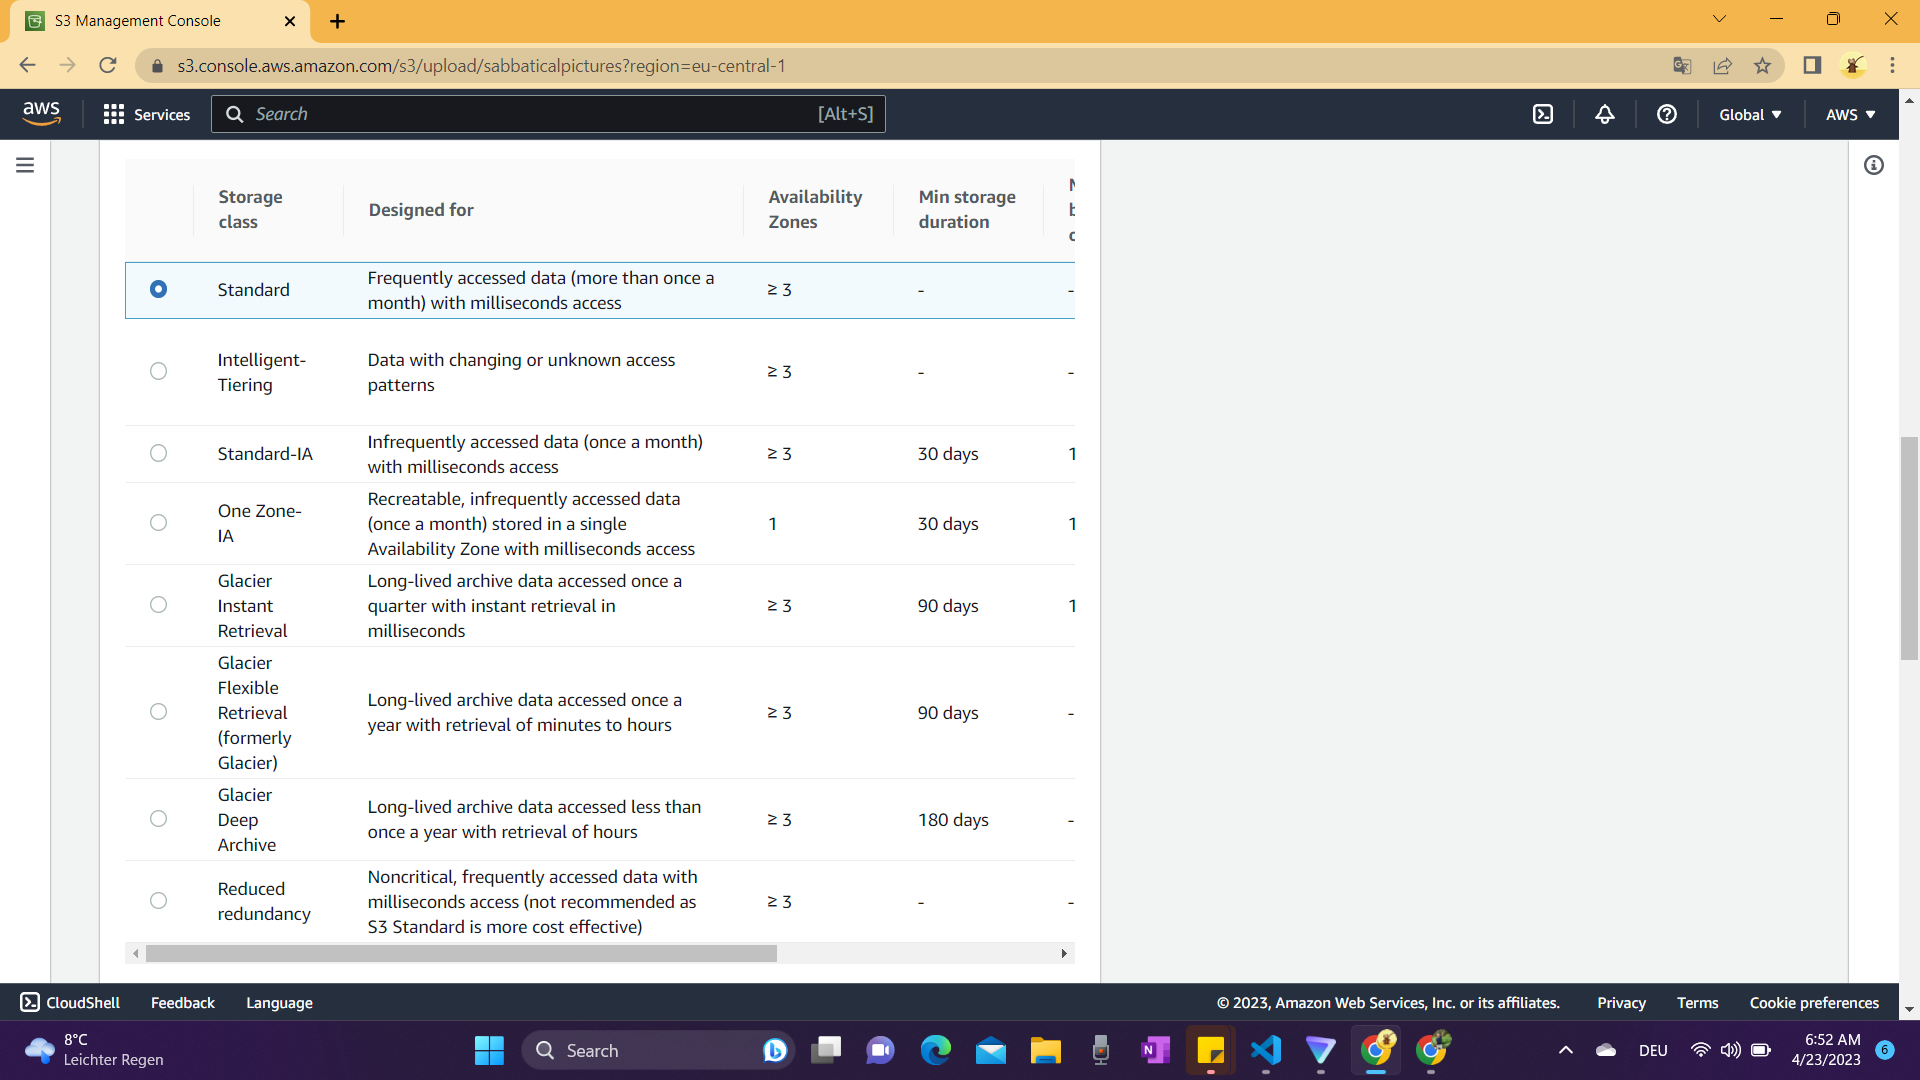 S3 Management Console
s3.console.aws.amazon.com/s3/upload/sabbaticalpictures?region=eu-central-1
aws
Services
Search
[Alt+S]
Global
AWS
Storage class
Designed for
Availability Zones
Min storage duration
Standard
Frequently accessed data (more than once a
month) with milliseconds access
≥ 3
-
-
Intelligent-
Tiering
Data with changing or unknown access
patterns
≥ 3
-
-
Standard-IA
Infrequently accessed data (once a month)
with milliseconds access
≥ 3
30 days
1
One Zone-
IA
Recreatable, infrequently accessed data
(once a month) stored in a single
Availability Zone with milliseconds access
1
30 days
1
Glacier
Instant
Retrieval
Long-lived archive data accessed once a
quarter with instant retrieval in
milliseconds
≥ 3
90 days
1
Glacier
Flexible
Retrieval
(formerly
Glacier)
Long-lived archive data accessed once a
year with retrieval of minutes to hours
≥ 3
90 days
-
Glacier
Deep
Archive
Long-lived archive data accessed less than
once a year with retrieval of hours
≥ 3
180 days
-
Reduced
redundancy
Noncritical, frequently accessed data with
milliseconds access (not recommended as
S3 Standard is more cost effective)
≥ 3
-
-
CloudShell
Feedback
Language
© 2023, Amazon Web Services, Inc. or its affiliates.
Privacy
Terms
Cookie preferences
8°C
Leichter Regen
Search
DEU
6:52 AM
4/23/2023
6